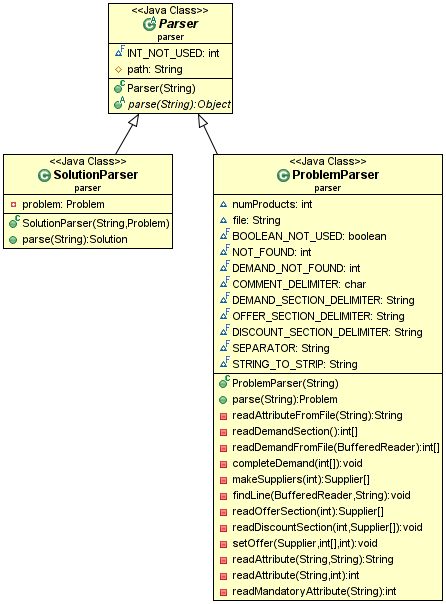 <<Java Class>>
Parser
parser
INT_NOT_USED: int
path: String
Parser(String)
parse(String):Object
<<Java Class>>
SolutionParser
parser
problem: Problem
SolutionParser(String,Problem)
parse(String):Solution
<<Java Class>>
ProblemParser
parser
numProducts: int
file: String
BOOLEAN_NOT_USED: boolean
NOT_FOUND: int
DEMAND_NOT_FOUND: int
COMMENT_DELIMITER: char
DEMAND_SECTION_DELIMITER: String
OFFER_SECTION_DELIMITER: String
DISCOUNT_SECTION_DELIMITER: String
SEPARATOR: String
STRING_TO_STRIP: String
ProblemParser(String)
parse(String):Problem
readAttributeFromFile(String):String
readDemandSection():int[]
readDemandFromFile(BufferedReader):int[]
completeDemand(int[]):void
makeSuppliers(int):Supplier[]
findLine(BufferedReader,String):void
readOfferSection(int):Supplier[]
readDiscountSection(int,Supplier[]):void
setOffer(Supplier,int[],int):void
readAttribute(String,String):String
readAttribute(String,int):int
readMandatoryAttribute(String):int